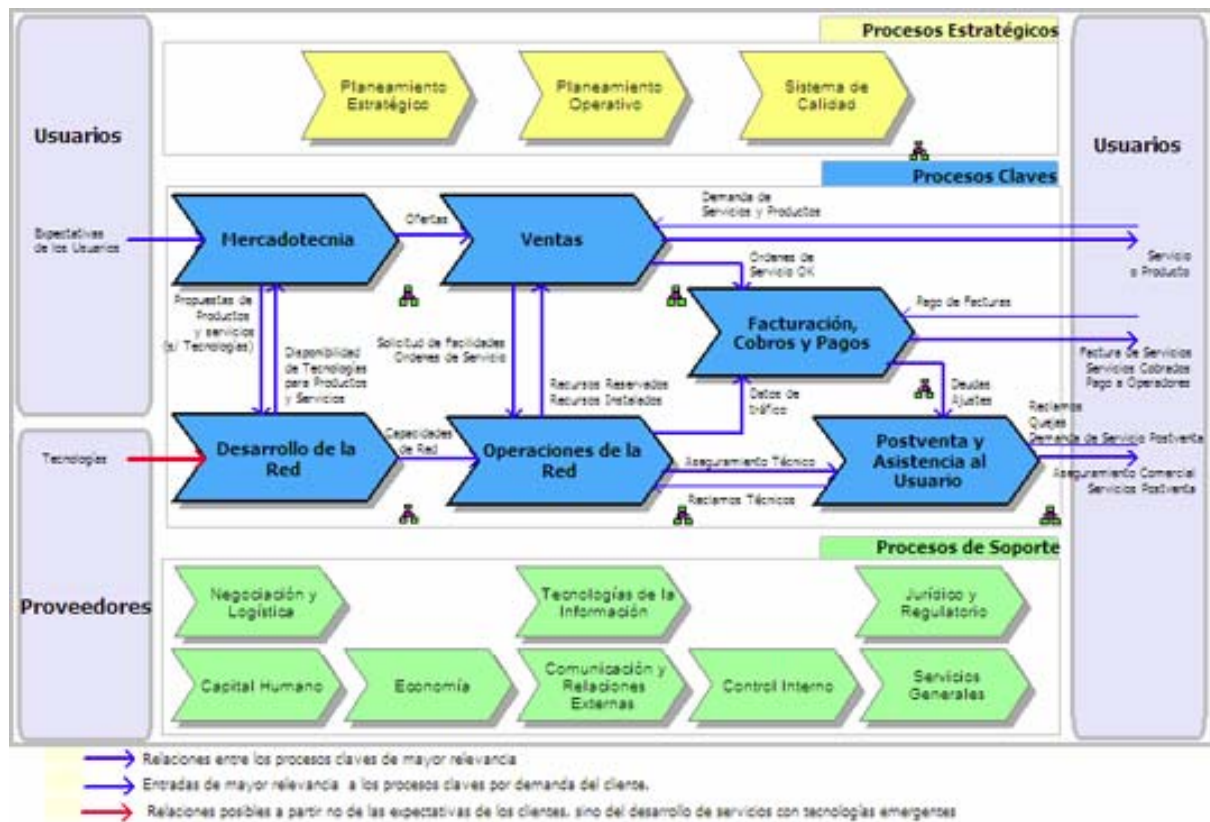 Procesos Estratégicos
Planeamiento
Estratégico
Planeamiento
Operativo
Sistema de
Calidad
Usuarios
Usuarios
Procesos Claves
Expectativas
de los Usuarios
Mercadotecnia
Ofertas
Ventas
Demanda de
Servicios y Productos
Servicio
o Producto
Ordenes de
Servicio OK
Propuestas de
Productos
y servicios
(s/ Tecnologías)
Disponibilidad
de Tecnologías
para Productos
y Servicios
Solicitud de Facilidades
Ordenes de Servicio
Recursos Reservados
Recursos Instalados
Facturación,
Cobros y Pagos
Pago de Facturas
Factura de Servicios
Servicios Cobrados
Pago a Operadores
Datos de
tráfico
Deudas
Ajustes
Reclamos
Quejas
Demanda de Servicio Postventa
Tecnologías
Desarrollo de la
Red
Capacidades
de Red
Operaciones de la
Red
Aseguramiento Técnico
Reclamos Técnicos
Postventa y
Asistencia al
Usuario
Aseguramiento Comercial
Servicios Postventa
Procesos de Soporte
Proveedores
Negociación y
Logística
Tecnologías de la
Información
Jurídico y
Regulatorio
Capital Humano
Economía
Comunicación y
Relaciones
Externas
Control Interno
Servicios
Generales
Relaciones entre los procesos claves de mayor relevancia
Entradas de mayor relevancia a los procesos claves por demanda del cliente.
Relaciones posibles a partir no de las expectativas de los clientes, sino del desarrollo de servicios con tecnologías emergentes